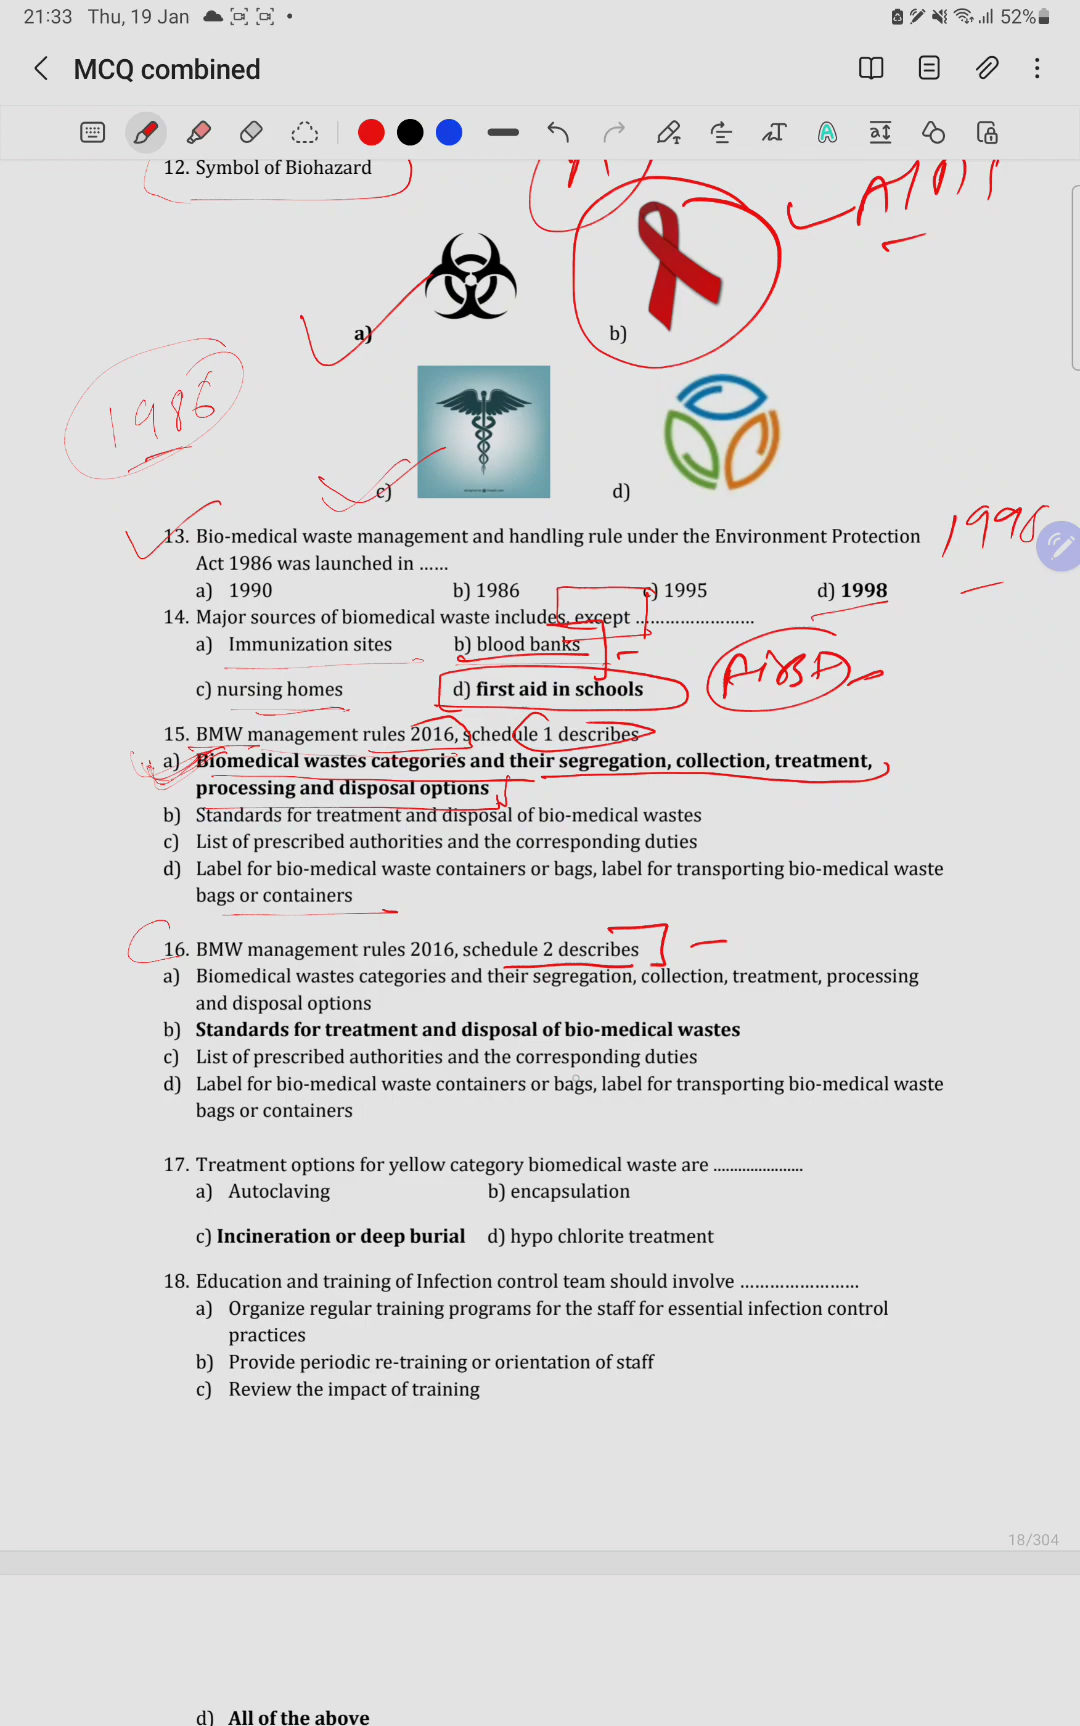 21:33 Thu, 19 Jan
52%
MCQ combined
12. Symbol of Biohazard
a)
b)
1986
c)
d)
13. Bio-medical waste management and handling rule under the Environment Protection
Act 1986 was launched in ......
a) 1990 b) 1986 c) 1995 d) 1998
14. Major sources of biomedical waste includes, except ........................
a) Immunization sites b) blood banks
c) nursing homes d) first aid in schools
15. BMW management rules 2016, schedule 1 describes
a) Biomedical wastes categories and their segregation, collection, treatment,
processing and disposal options
b) Standards for treatment and disposal of bio-medical wastes
c) List of prescribed authorities and the corresponding duties
d) Label for bio-medical waste containers or bags, label for transporting bio-medical waste
bags or containers
16. BMW management rules 2016, schedule 2 describes
a) Biomedical wastes categories and their segregation, collection, treatment, processing
and disposal options
b) Standards for treatment and disposal of bio-medical wastes
c) List of prescribed authorities and the corresponding duties
d) Label for bio-medical waste containers or bags, label for transporting bio-medical waste
bags or containers
17. Treatment options for yellow category biomedical waste are ......................
a) Autoclaving b) encapsulation
c) Incineration or deep burial d) hypo chlorite treatment
18. Education and training of Infection control team should involve ........................
a) Organize regular training programs for the staff for essential infection control
practices
b) Provide periodic re-training or orientation of staff
c) Review the impact of training
18/304
d) All of the above